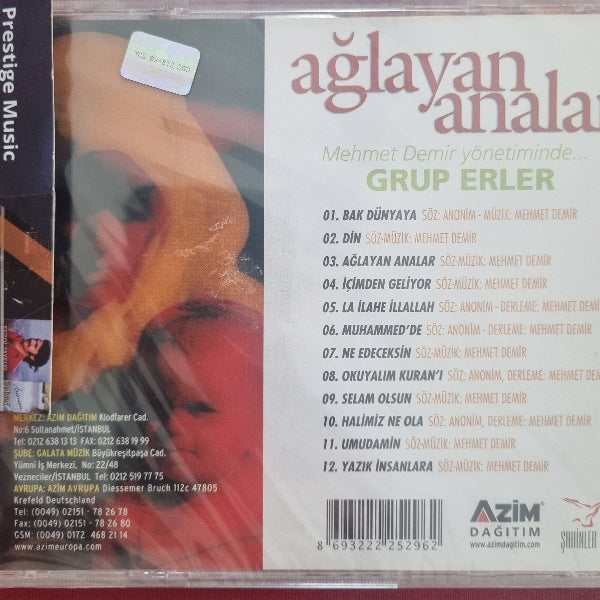 Prestige Music
ağlayan
analar
Mehmet Demir yönetiminde...
GRUP ERLER
01. BAK DÜNYAYA SÖZ: ANONİM - MÜZİK: MEHMET DEMİR
02. DİN SÖZ-MÜZİK: MEHMET DEMİR
03. AĞLAYAN ANALAR SÖZ-MÜZİK: MEHMET DEMİR
04. İÇİMDEN GELİYOR SÖZ-MÜZİK: MEHMET DEMİR
05. LA İLAHE İLLALLAH SÖZ: ANONİM - DERLEME: MEHMET DEMİ
06. MUHAMMED'DE SÖZ: ANONİM - DERLEME: MEHMET DEMİR
07. NE EDECEKSİN SÖZ-MÜZİK: MEHMET DEMİR
08. OKUYALIM KURAN'I SÖZ: ANONİM, DERLEME: MEHMET DEM
09. SELAM OLSUN SÖZ-MÜZİK: MEHMET DEMİR
10. HALİMİZ NE OLA SÖZ: ANONİM, DERLEME: MEHMET DEMİR
11. UMUDAMIN SÖZ-MÜZİK: MEHMET DEMİR
12. YAZIK İNSANLARA SÖZ-MÜZİK: MEHMET DEMİR
MERKEZ: AZİM DAĞITIM Klodfarer Cad.
No:6 Sultanahmet/İSTANBUL
Tel: 0212 638 13 13 FAX: 0212 638 19 99
ŞUBE: GALATA MÜZİK Büyükreşitpaşa Cad.
Yümni İş Merkezi, No: 22/48
Vezneciler/İSTANBUL Tel: 0212 519 77 75
AVRUPA: AZİM AVRUPA Diessemer Bruch 112c 47805
Krefeld Deutschland
Tel: (0049) 02151 - 78 26 78
Fax: (0049) 02151 - 78 26 80
GSM: (0049) 0172 468 21 14
www.azimeuropa.com
8 693222 252962
AZİM
DAĞITIM
www.azimdagitim.com
ŞAHİNLER